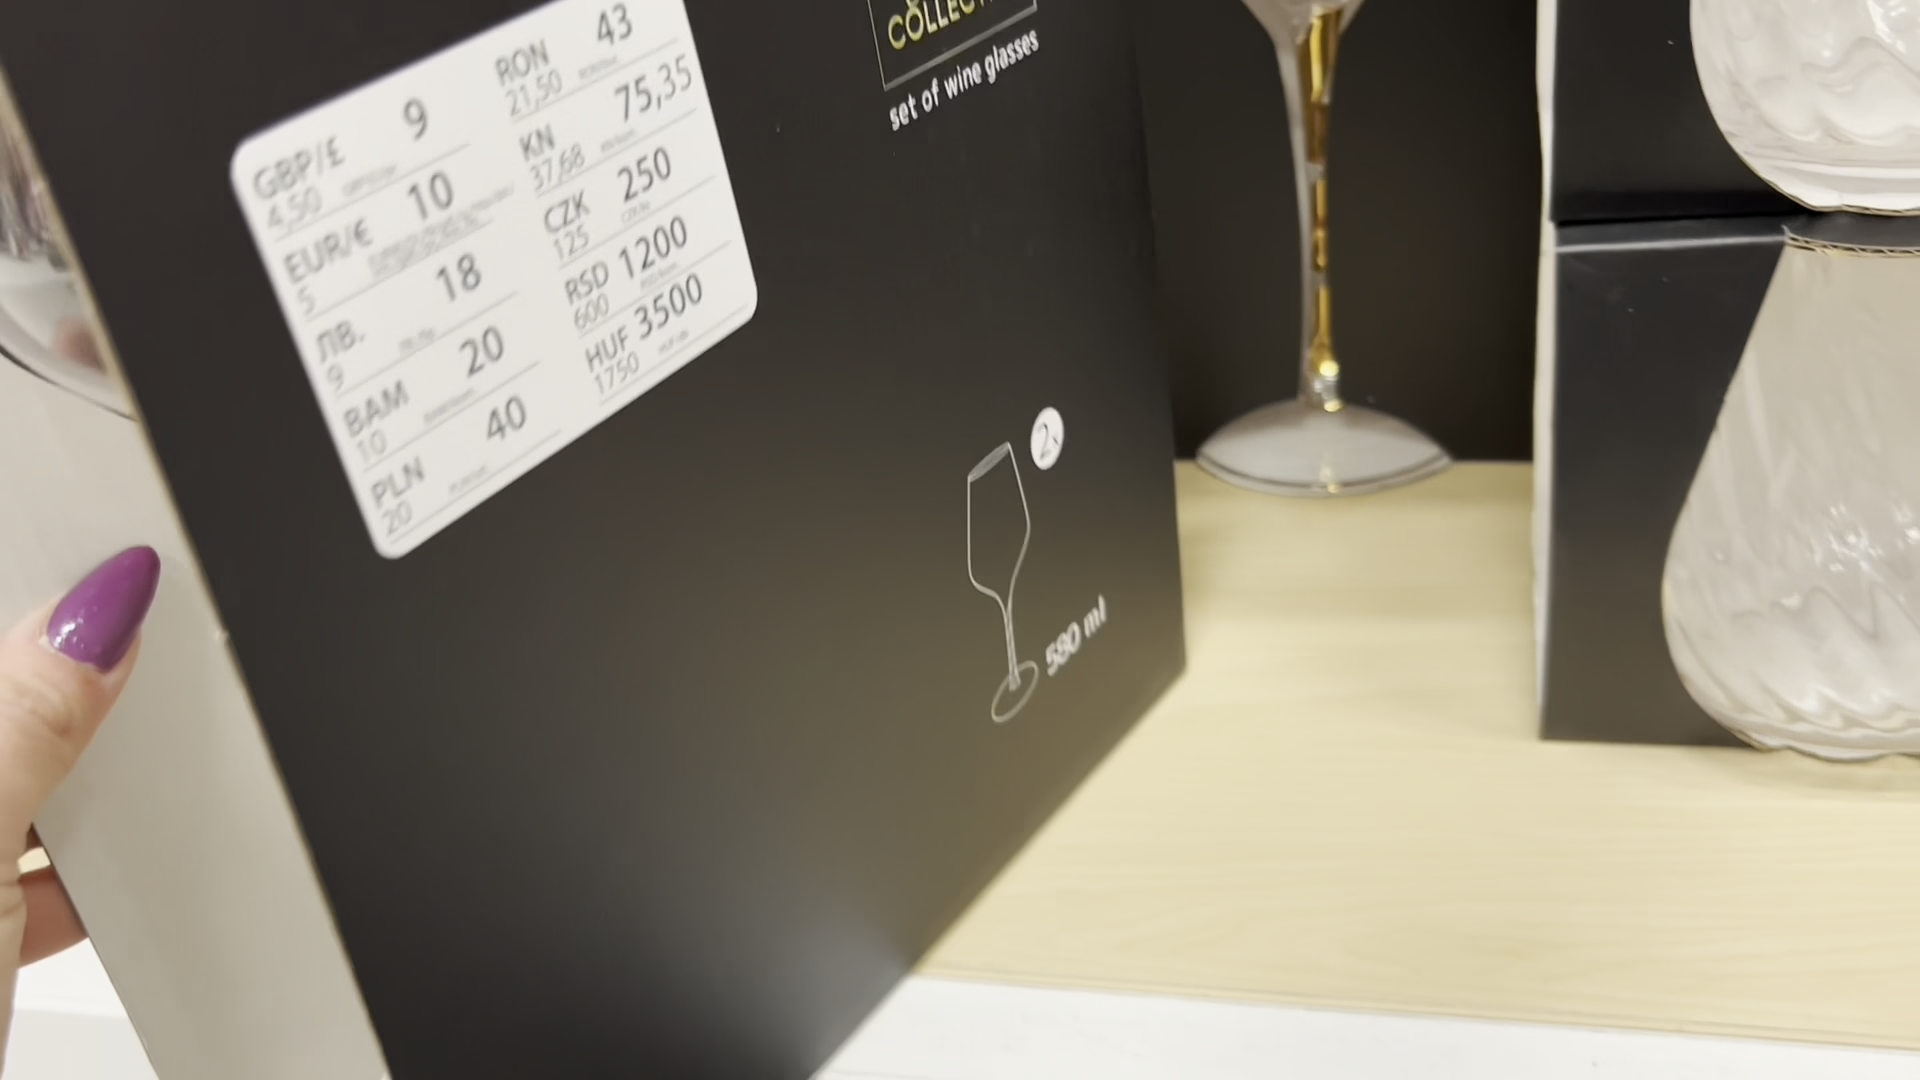 GBP/£ 9
4,50
EUR/€ 10
5
ЛВ. 18
9
BAM 20
10
PLN 40
20
RON 43
21,50
KN 75,35
37,68
CZK 250
125
RSD 1200
600
HUF 3500
1750
COLLECT
set of wine glasses
2x
580 ml